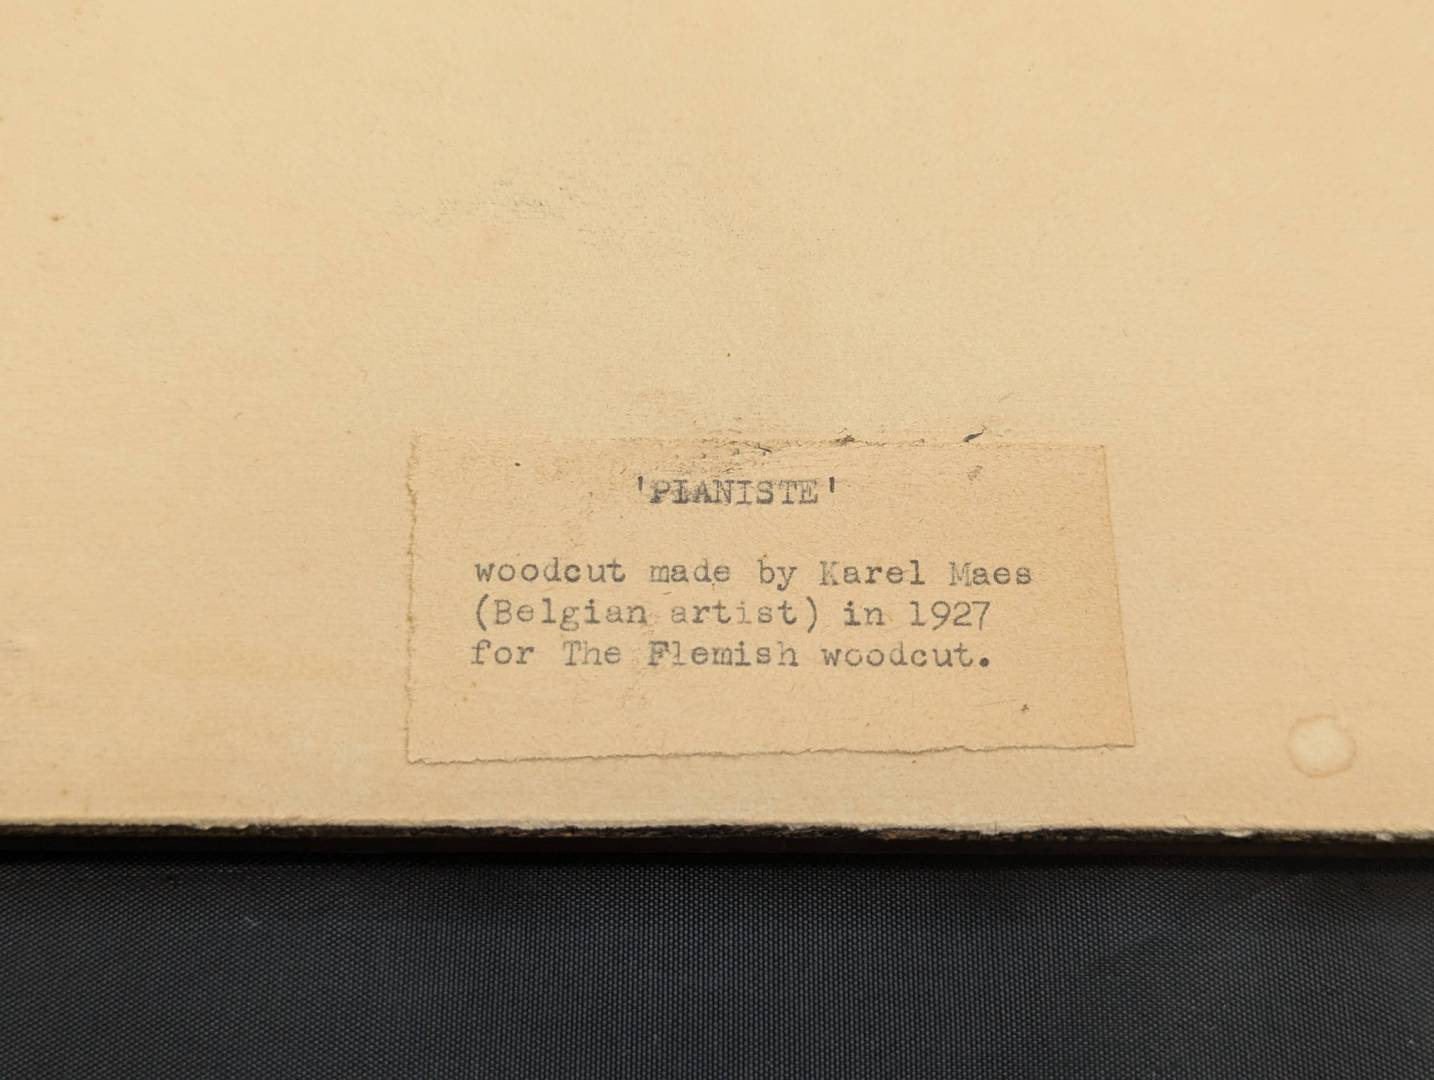 'PIANISTE'
woodcut made by Karel Maes
(Belgian artist) in 1927
for The Flemish woodcut.